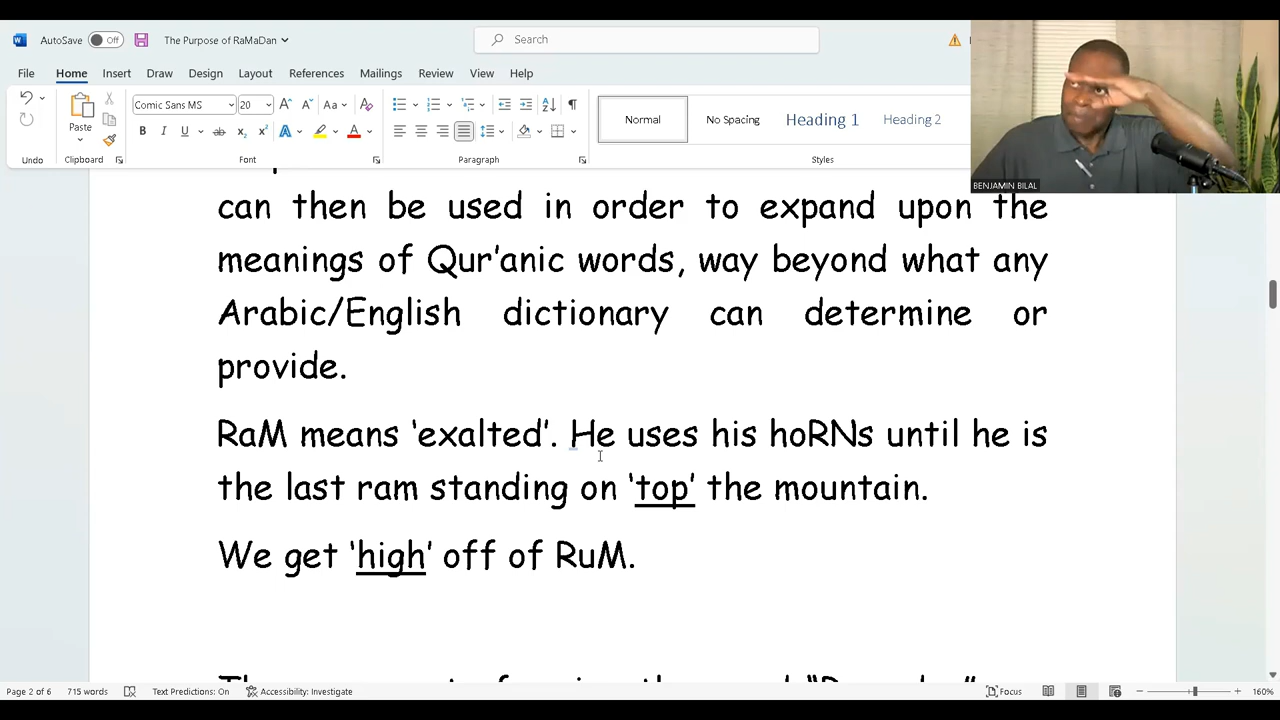 AutoSave Off The Purpose of RaMaDan Search
File Home Insert Draw Design Layout References Mailings Review View Help
Comic Sans MS 20 Normal No Spacing Heading 1 Heading 2
Paste
Undo Clipboard Font Paragraph Styles
BENJAMIN BILAL
can then be used in order to expand upon the
meanings of Qur'anic words, way beyond what any
Arabic/English dictionary can determine or
provide.
RaM means 'exalted'. He uses his hoRNs until he is
the last ram standing on 'top' the mountain.
We get 'high' off of RuM.
Page 2 of 6 715 words Text Predictions: On Accessibility: Investigate Focus 160%